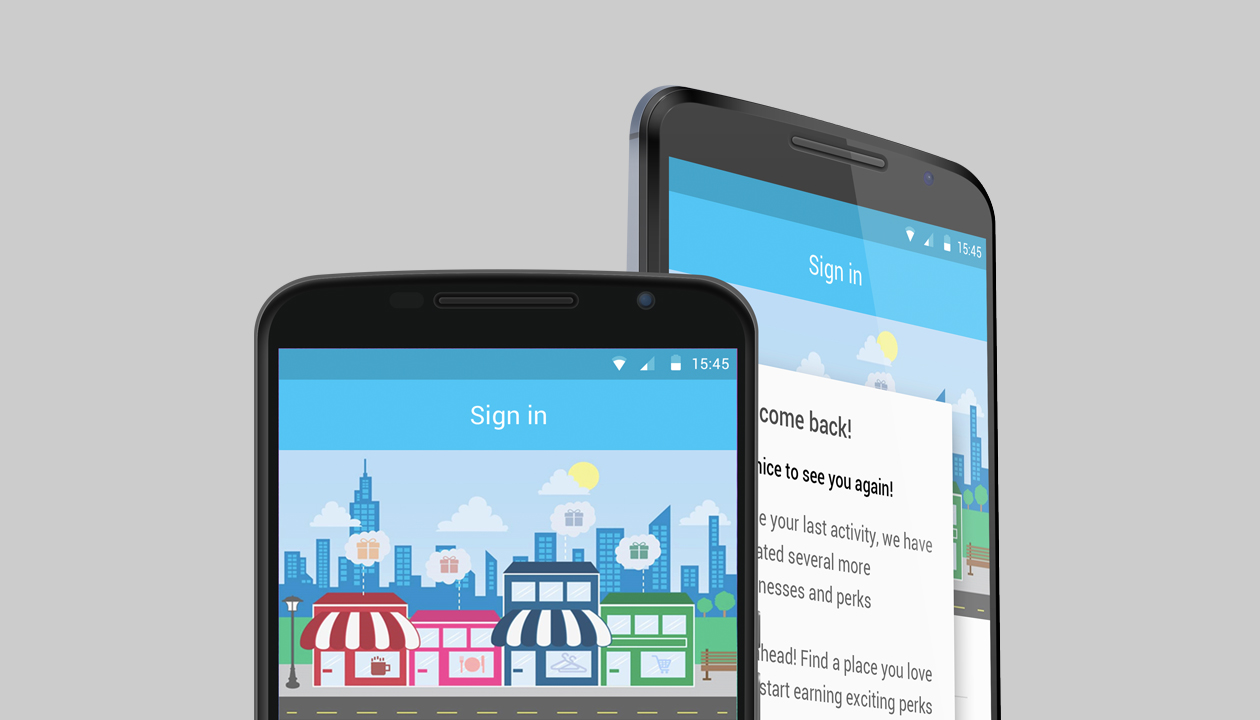 15:45
Sign in
15:45
Sign in
come back!
nice to see you again!
e your last activity, we have
ated several more
nesses and perks
head! Find a place you love
start earning exciting perks